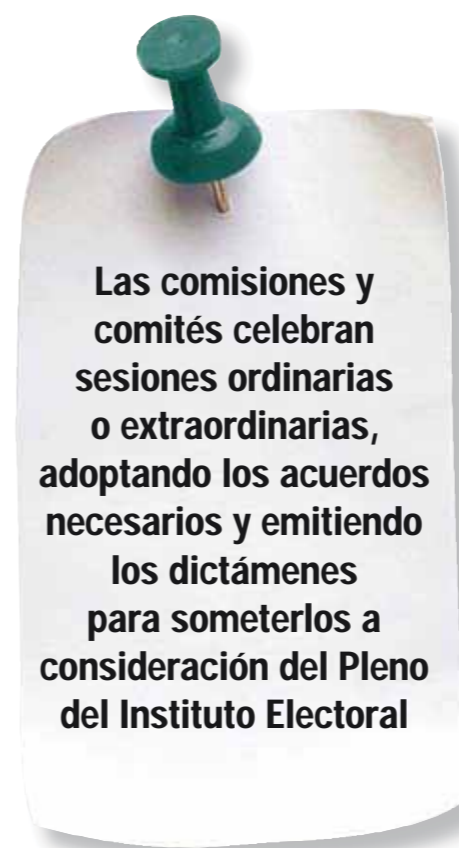 Las comisiones y
comités celebran
sesiones ordinarias
o extraordinarias,
adoptando los acuerdos
necesarios y emitiendo
los dictámenes
para someterlos a
consideración del Pleno
del Instituto Electoral